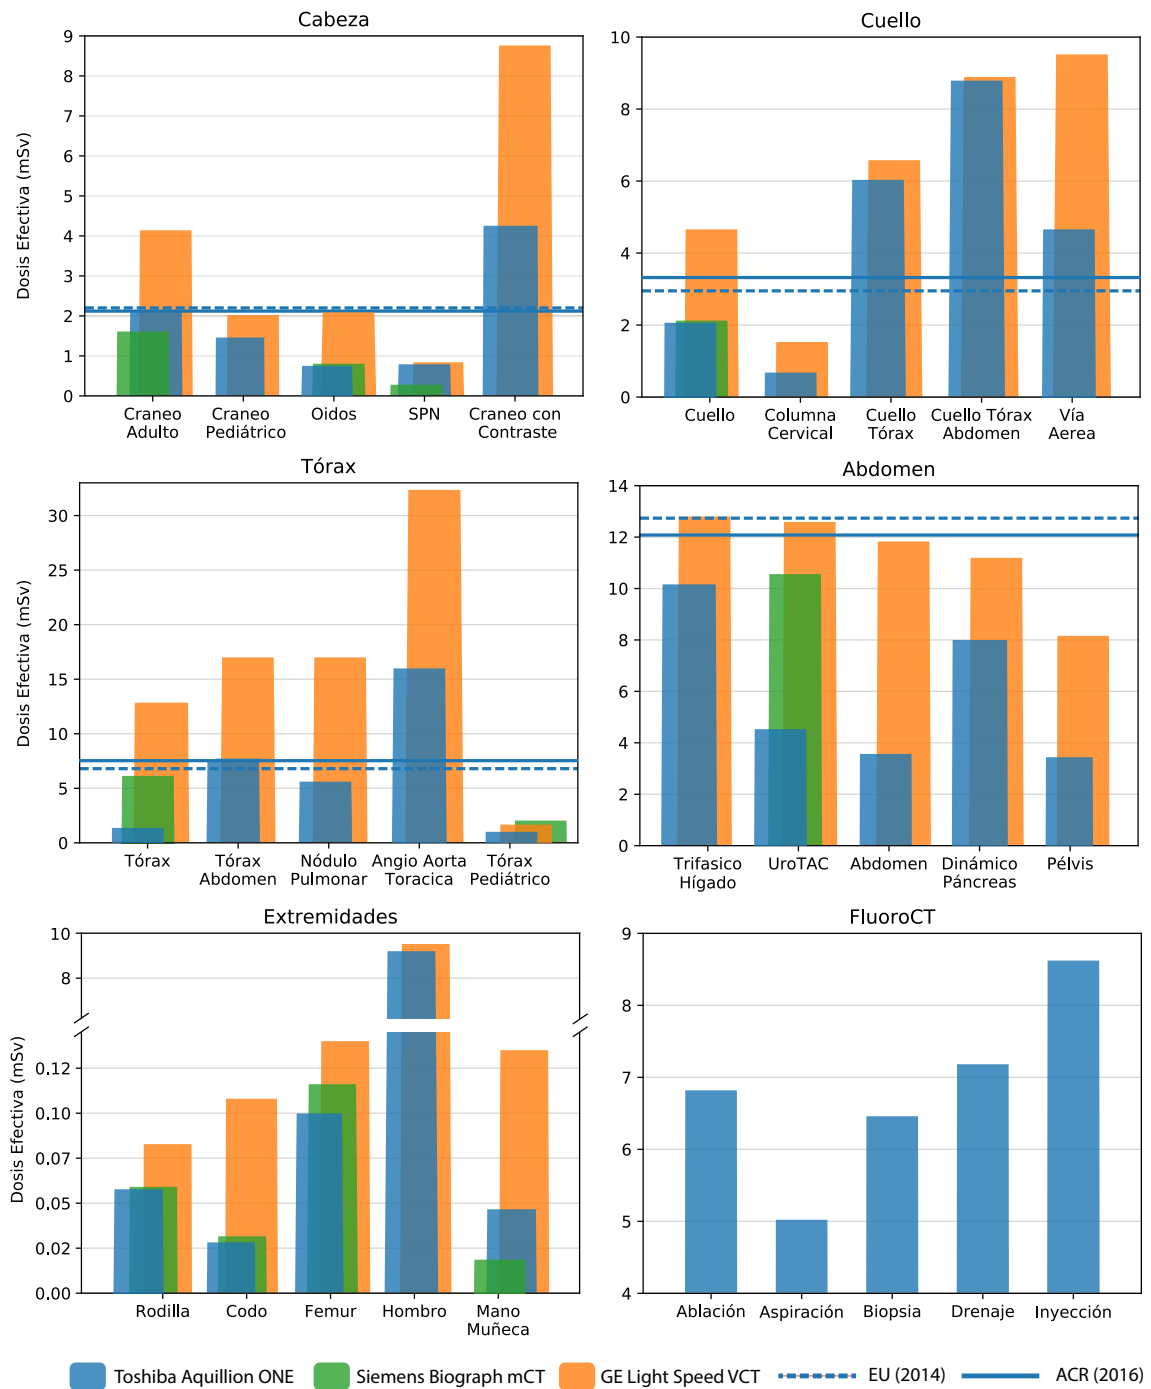 Cabeza
Dosis Efectiva (mSv)
9
8
7
6
5
4
3
2
1
0
Craneo Adulto
Craneo Pediátrico
Oidos
SPN
Craneo con Contraste
Cuello
10
8
6
4
2
0
Cuello
Columna Cervical
Cuello Tórax
Cuello Tórax Abdomen
Vía Aerea
Tórax
Dosis Efectiva (mSv)
30
25
20
15
10
5
0
Tórax
Tórax Abdomen
Nódulo Pulmonar
Angio Aorta Toracica
Tórax Pediátrico
Abdomen
14
12
10
8
6
4
2
0
Trifasico Hígado
UroTAC
Abdomen
Dinámico Páncreas
Pélvis
Extremidades
Dosis Efectiva (mSv)
10
8
0.12
0.10
0.07
0.05
0.02
0.00
Rodilla
Codo
Femur
Hombro
Mano Muñeca
FluoroCT
9
8
7
6
5
4
Ablación
Aspiración
Biopsia
Drenaje
Inyección
Toshiba Aquillion ONE
Siemens Biograph mCT
GE Light Speed VCT
EU (2014)
ACR (2016)